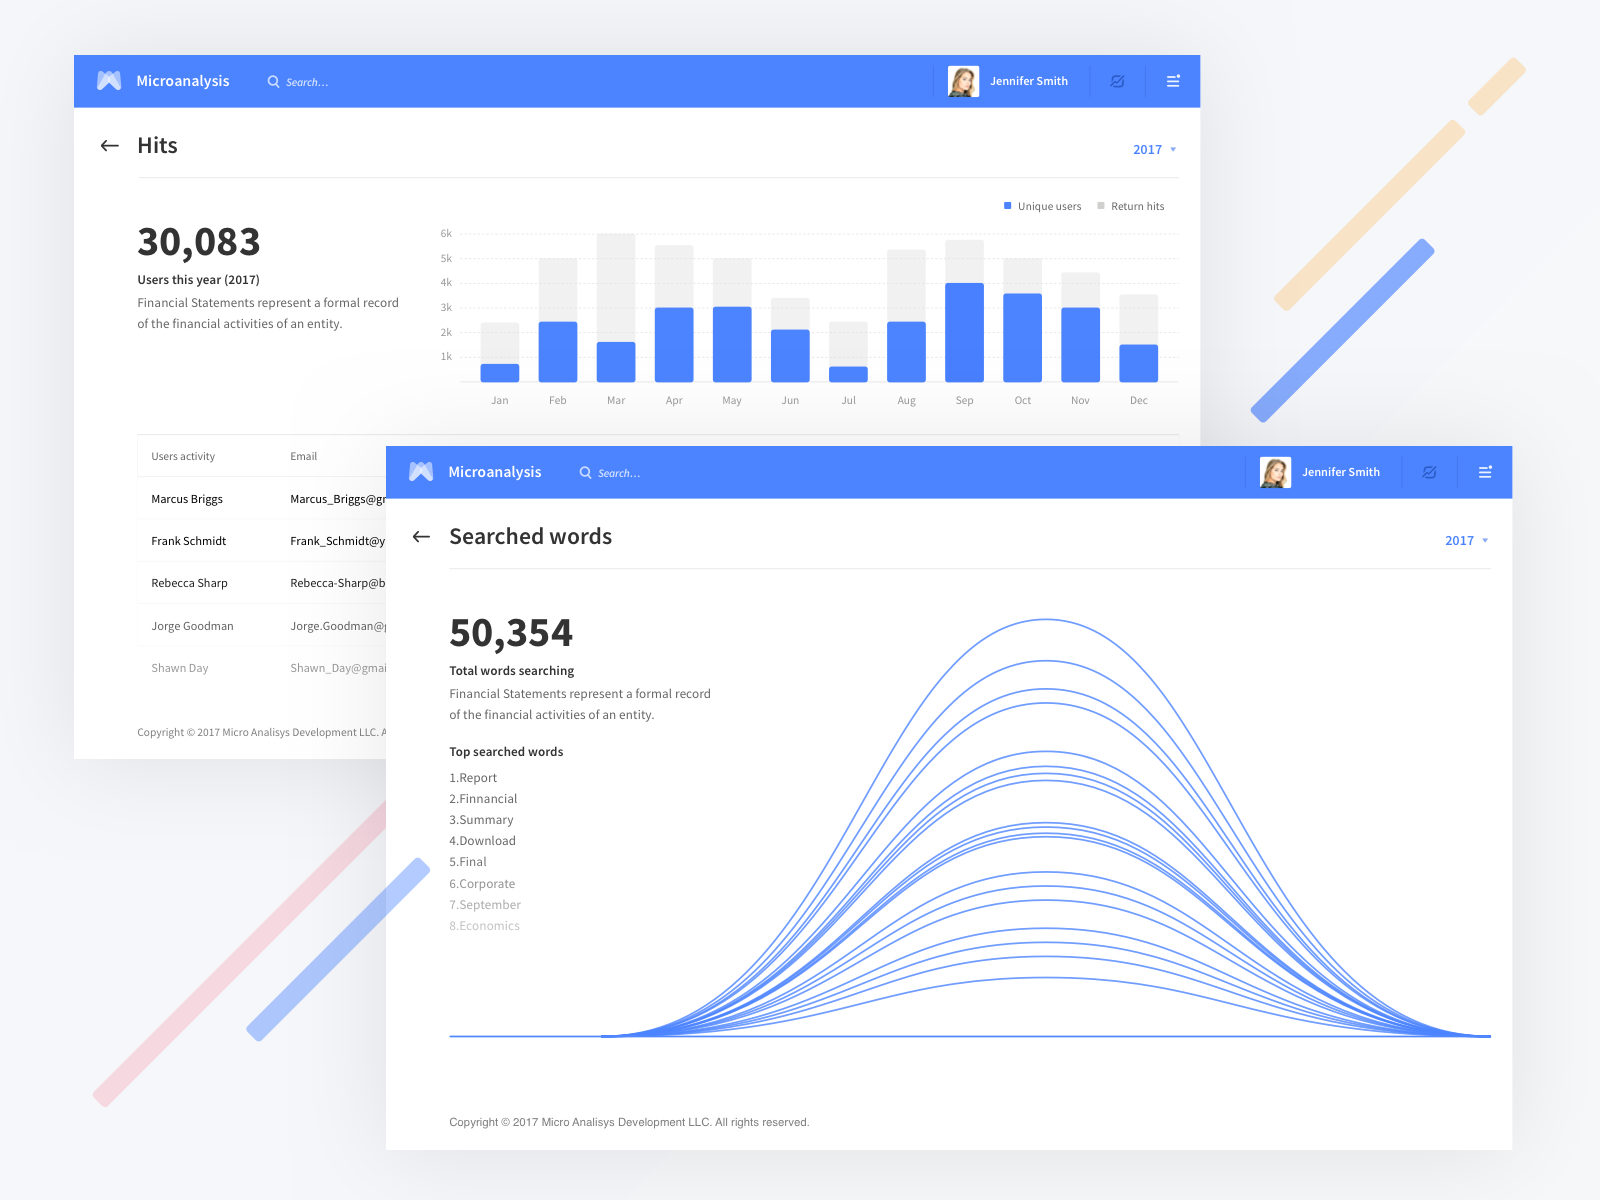 Microanalysis
Search...
Jennifer Smith
Hits
2017
30,083
Users this year (2017)
Financial Statements represent a formal record
of the financial activities of an entity.
Unique users
Return hits
6k
5k
4k
3k
2k
1k
Jan Feb Mar Apr May Jun Jul Aug Sep Oct Nov Dec
Users activity Email
Marcus Briggs
Frank Schmidt Frank_Schmidt@y
Rebecca Sharp Rebecca-Sharp@b
Jorge Goodman
Shawn Day Shawn_Day@gmai
Copyright © 2017 Micro Analisys Development LLC. A
Microanalysis
Search...
Jennifer Smith
Searched words
2017
50,354
Total words searching
Financial Statements represent a formal record
of the financial activities of an entity.
Top searched words
1.Report
2.Finnancial
3.Summary
4.Download
5.Final
6.Corporate
7.September
8.Economics
Copyright © 2017 Micro Analisys Development LLC. All rights reserved.